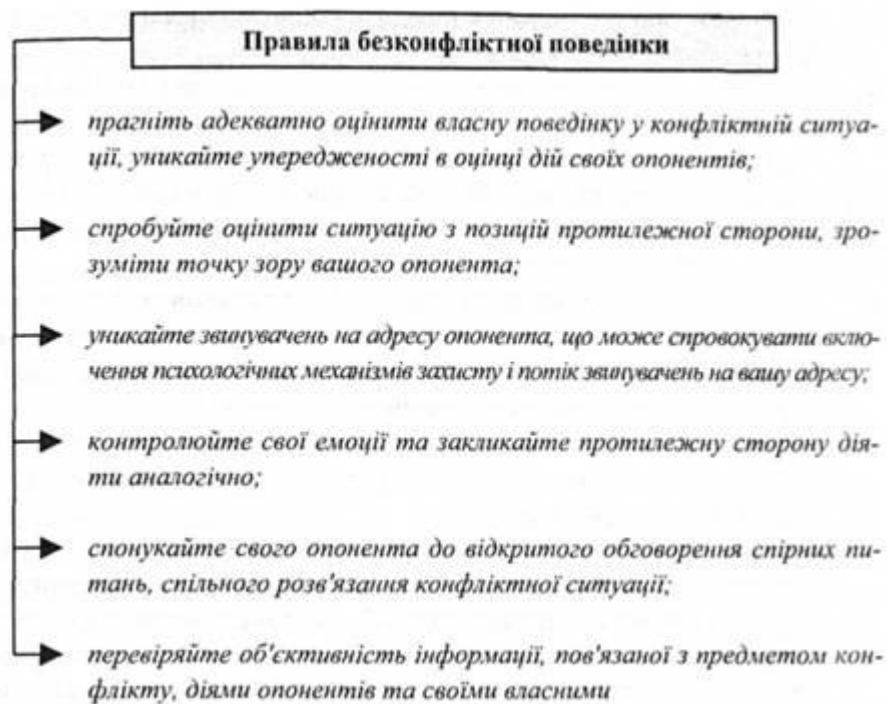 Правила безконфліктної поведінки
прагніть адекватно оцінити власну поведінку у конфліктній ситуа-
ції, уникайте упередженості в оцінці дій своїх опонентів;
спробуйте оцінити ситуацію з позицій протилежної сторони, зро-
зуміти точку зору вашого опонента;
уникайте звинувачень на адресу опонента, що може спровокувати вклю-
чення психологічних механізмів захисту і потік звинувачень на вашу адресу;
контролюйте свої емоції та закликайте протилежну сторону дія-
ти аналогічно;
спонукайте свого опонента до відкритого обговорення спірних пи-
тань, спільного розв'язання конфліктної ситуації;
перевіряйте об'єктивність інформації, пов'язаної з предметом кон-
флікту, діями опонентів та своїми власними